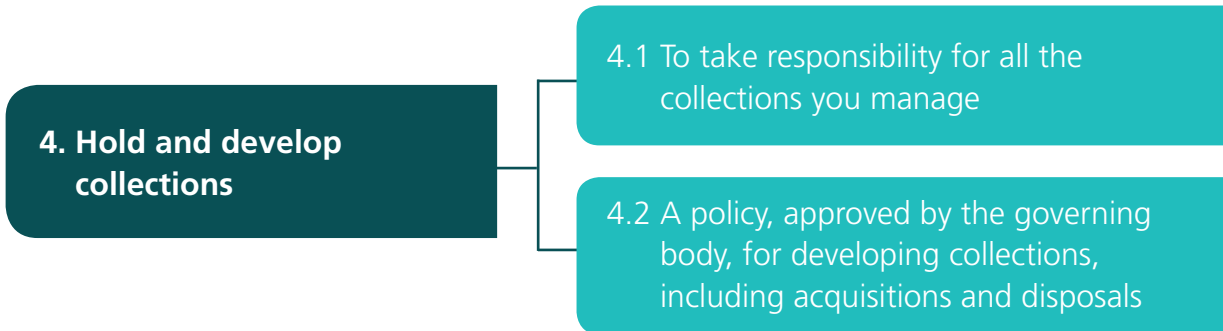 4. Hold and develop
collections
4.1 To take responsibility for all the
collections you manage
4.2 A policy, approved by the governing
body, for developing collections,
including acquisitions and disposals